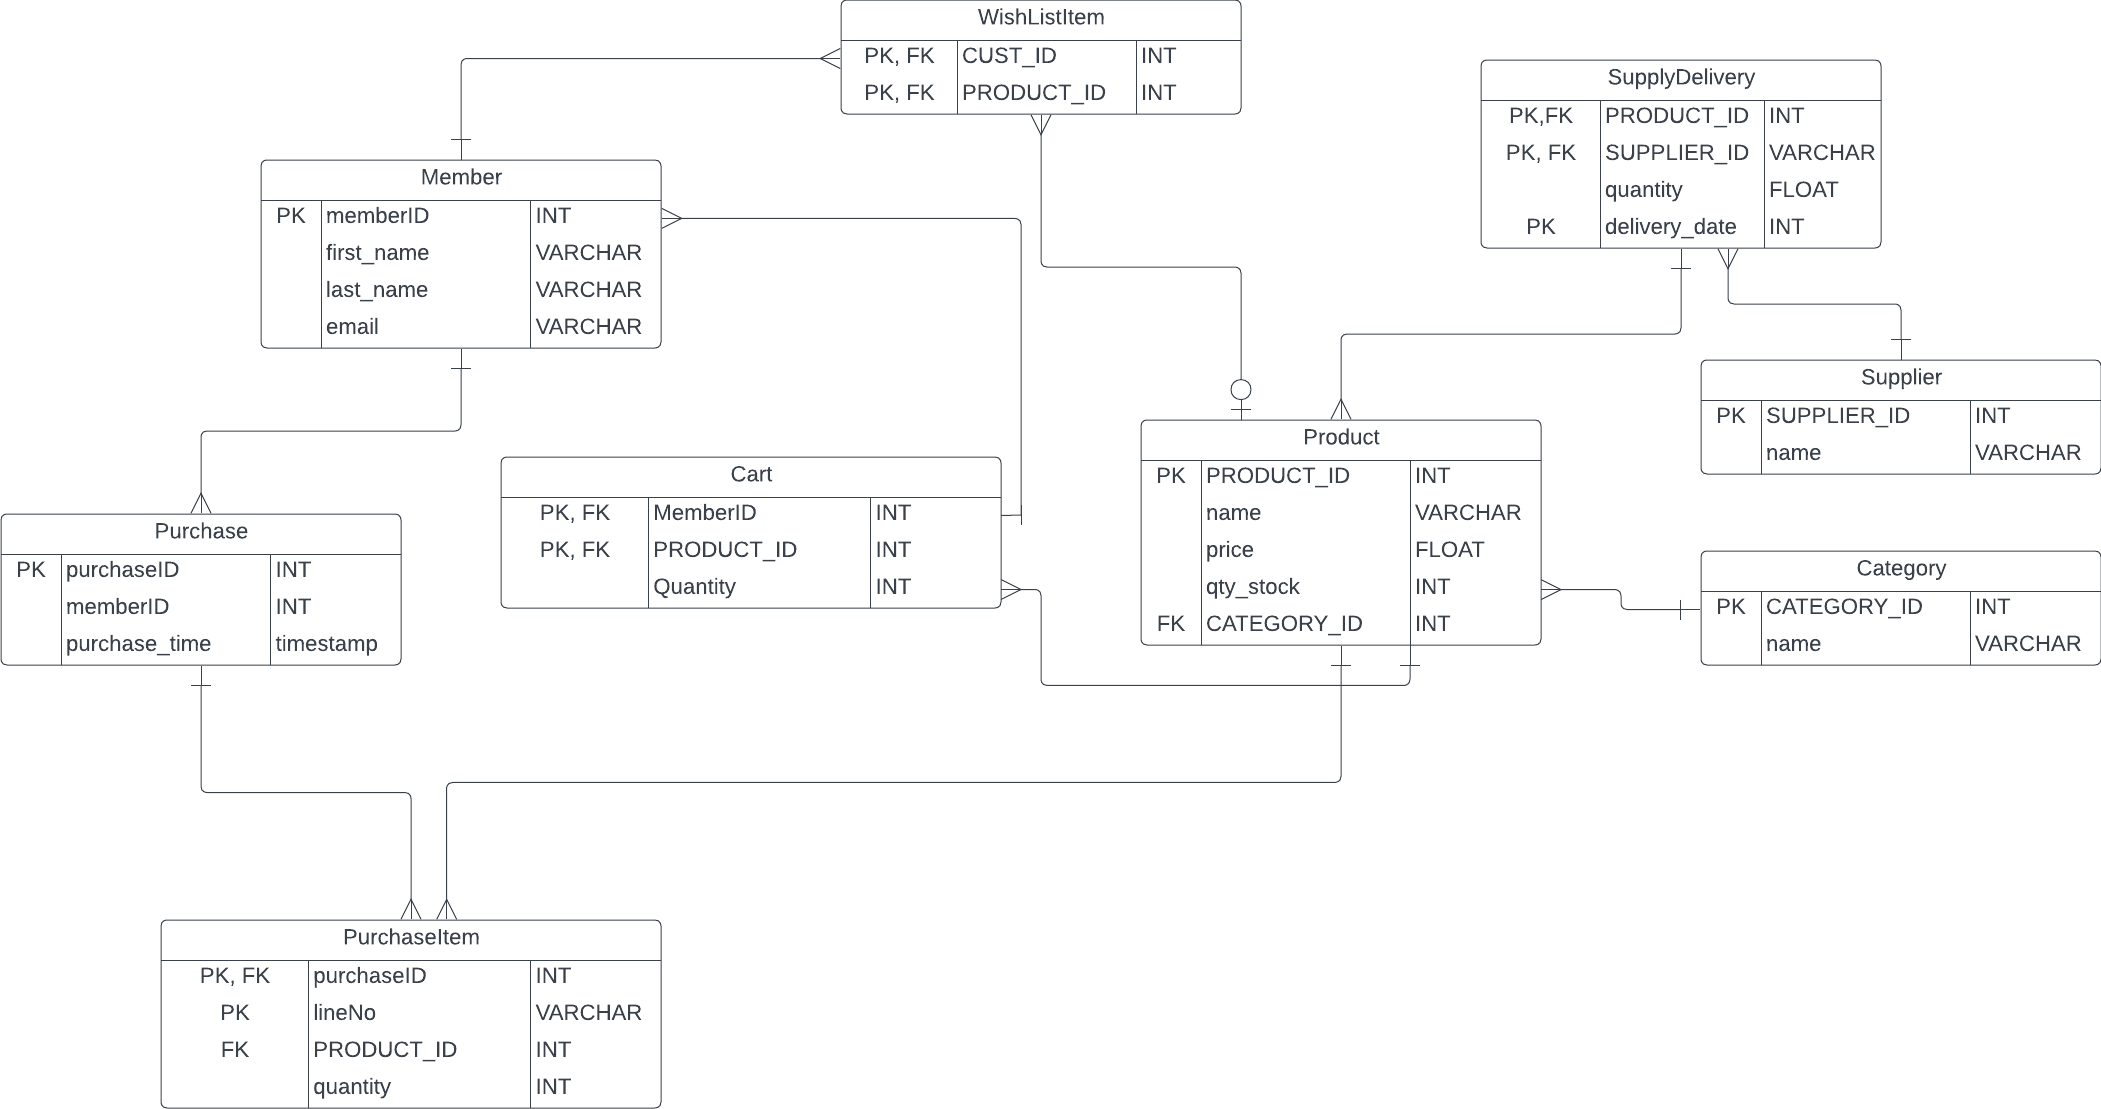 WishListItem
PK, FK CUST_ID INT
PK, FK PRODUCT_ID INT
SupplyDelivery
PK,FK PRODUCT_ID INT
PK, FK SUPPLIER_ID VARCHAR
quantity FLOAT
PK delivery_date INT
Member
PK memberID INT
first_name VARCHAR
last_name VARCHAR
email VARCHAR
Supplier
PK SUPPLIER_ID INT
name VARCHAR
Cart
PK, FK MemberID INT
PK, FK PRODUCT_ID INT
Quantity INT
Product
PK PRODUCT_ID INT
name VARCHAR
price FLOAT
qty_stock INT
FK CATEGORY_ID INT
Purchase
PK purchaseID INT
memberID INT
purchase_time timestamp
Category
PK CATEGORY_ID INT
name VARCHAR
PurchaseItem
PK, FK purchaseID INT
PK lineNo VARCHAR
FK PRODUCT_ID INT
quantity INT